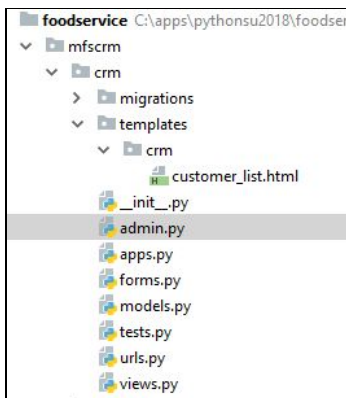 foodservice C:\apps\pythonsu2018\foodser
mfscrm
crm
migrations
templates
crm
customer_list.html
__init__.py
admin.py
apps.py
forms.py
models.py
tests.py
urls.py
views.py